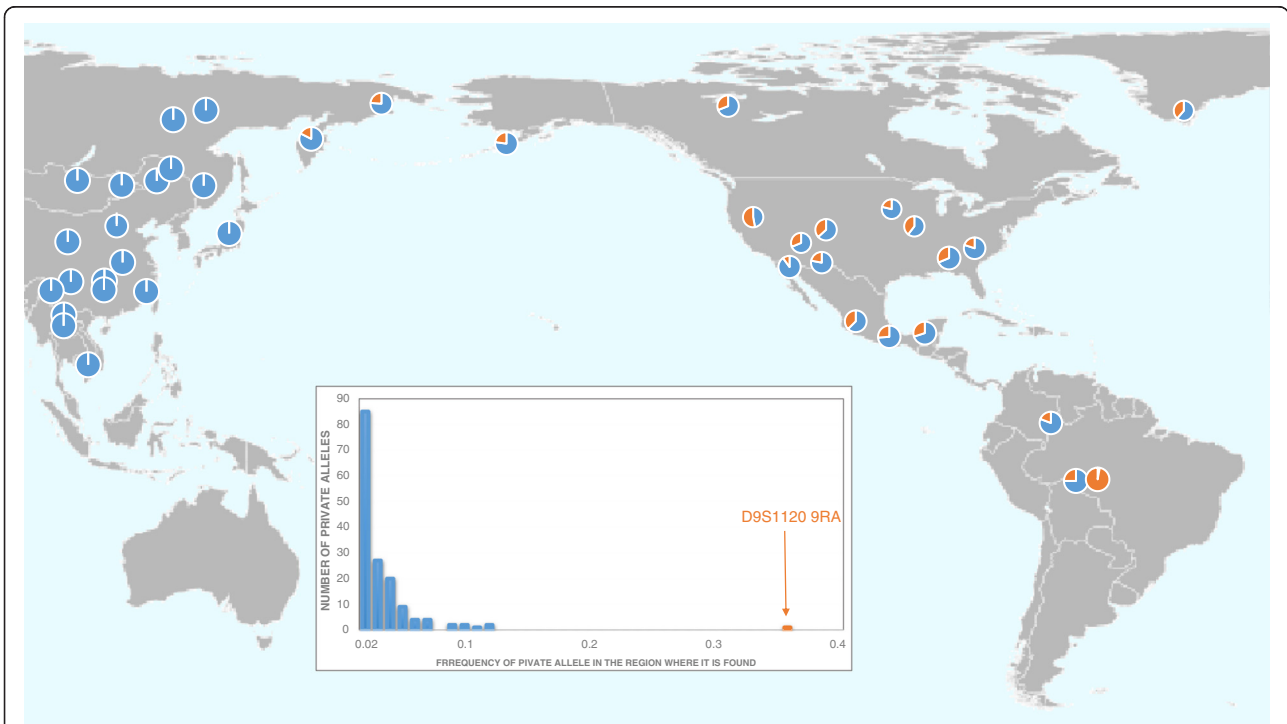 90
80
70
60
50
40
30
20
10
0
NUMBER OF PRIVATE ALLELES
D9S1120 9RA
0.02 0.1 0.2 0.3 0.4
FRREQUENCY OF PIVATE ALLELE IN THE REGION WHERE IT IS FOUND